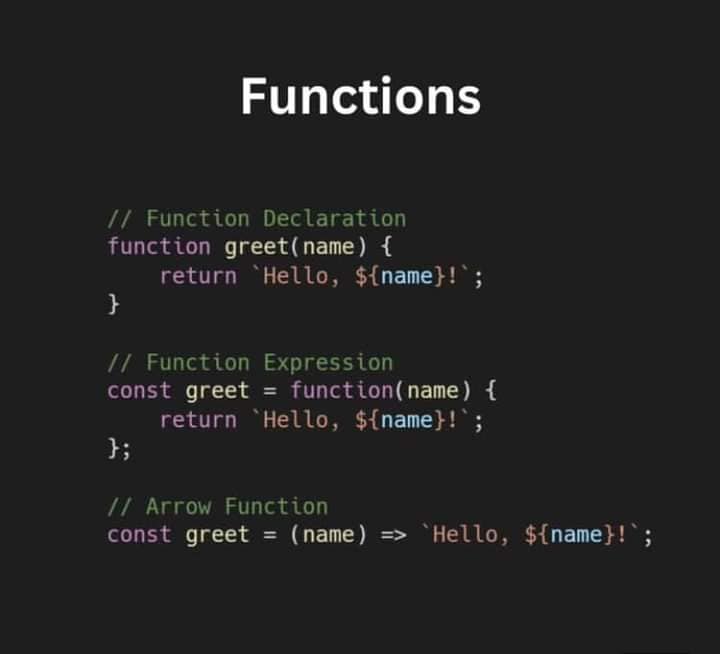 Functions
// Function Declaration
function greet(name) {
    return `Hello, ${name}!`;
}
// Function Expression
const greet = function(name) {
    return `Hello, ${name}!`;
};
// Arrow Function
const greet = (name) => `Hello, ${name}!`;